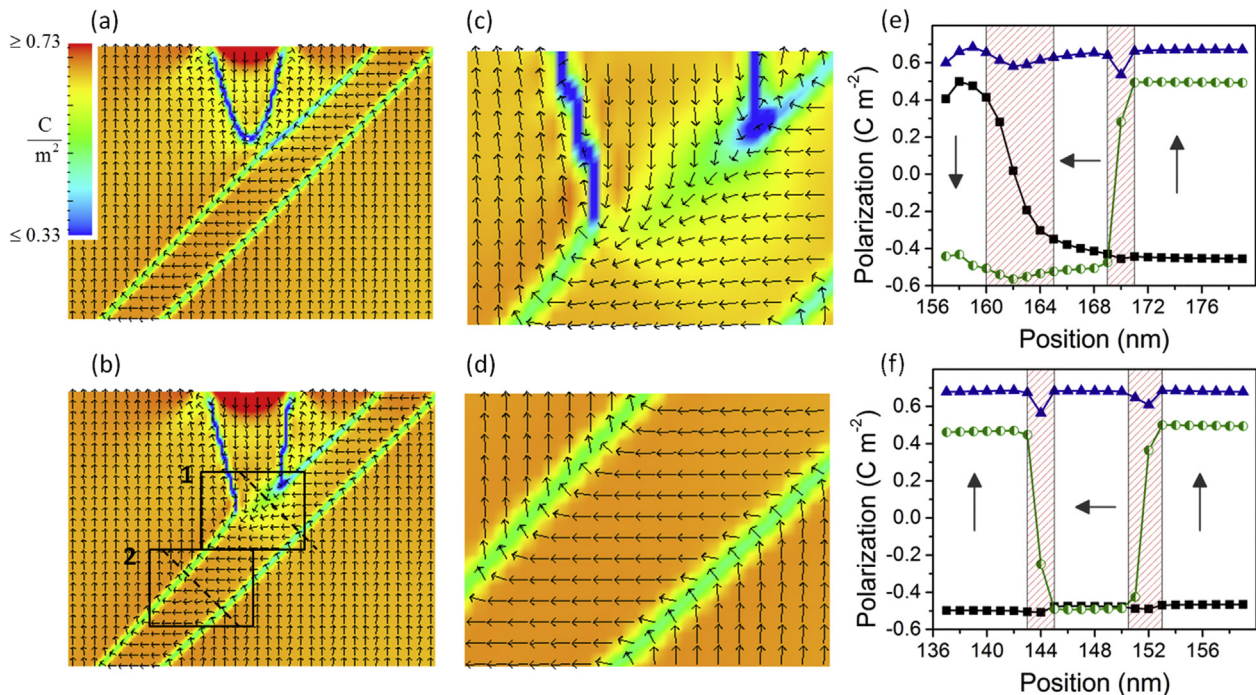 (a)
≥ 0.73
C
m²
≤ 0.33
(b)
1
2
(c)
(d)
(e)
Polarization (C m⁻²)
0.6
0.4
0.2
0.0
-0.2
-0.4
-0.6
156 160 164 168 172 176
Position (nm)
(f)
Polarization (C m⁻²)
0.6
0.4
0.2
0.0
-0.2
-0.4
-0.6
136 140 144 148 152 156
Position (nm)